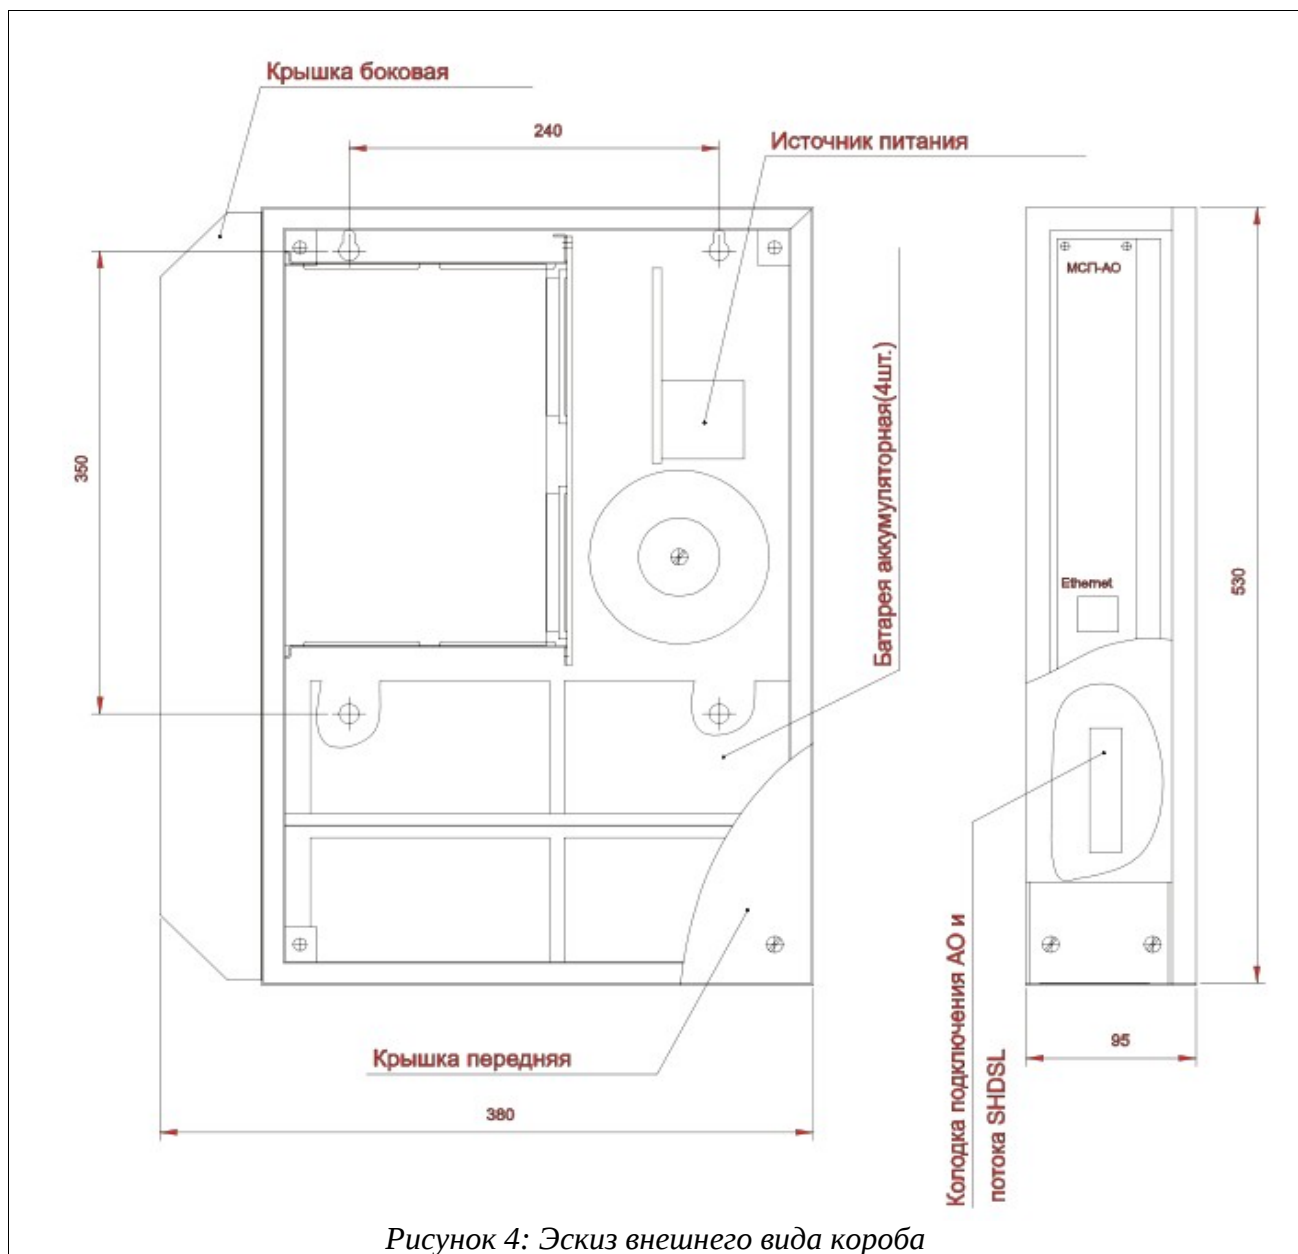 Крышка боковая
240
Источник питания
МСП-АО
350
Батарея аккумуляторная(4шт.)
Ethernet
530
Колодка подключения АО и
потока SHDSL
95
Крышка передняя
380
Рисунок 4: Эскиз внешнего вида короба